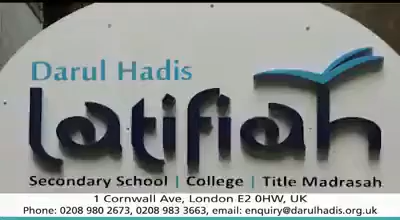 Darul Hadis
latifiah
Secondary School | College | Title Madrasah
1 Cornwall Ave, London E2 0HW, UK
Phone: 0208 980 2673, 0208 983 3663, email: enquiry@darulhadis.org.uk